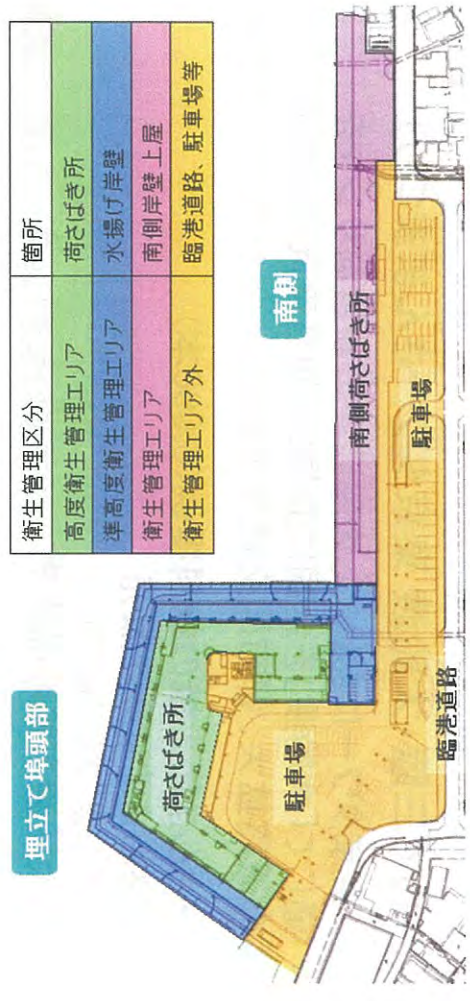 埋立て埠頭部
衛生管理区分 箇所
高度衛生管理エリア 荷さばき所
準高度衛生管理エリア 水揚げ岸壁
衛生管理エリア 南側岸壁上屋
衛生管理エリア外 臨港道路、駐車場等
南側
荷さばき所
駐車場
南側荷さばき所
駐車場
臨港道路